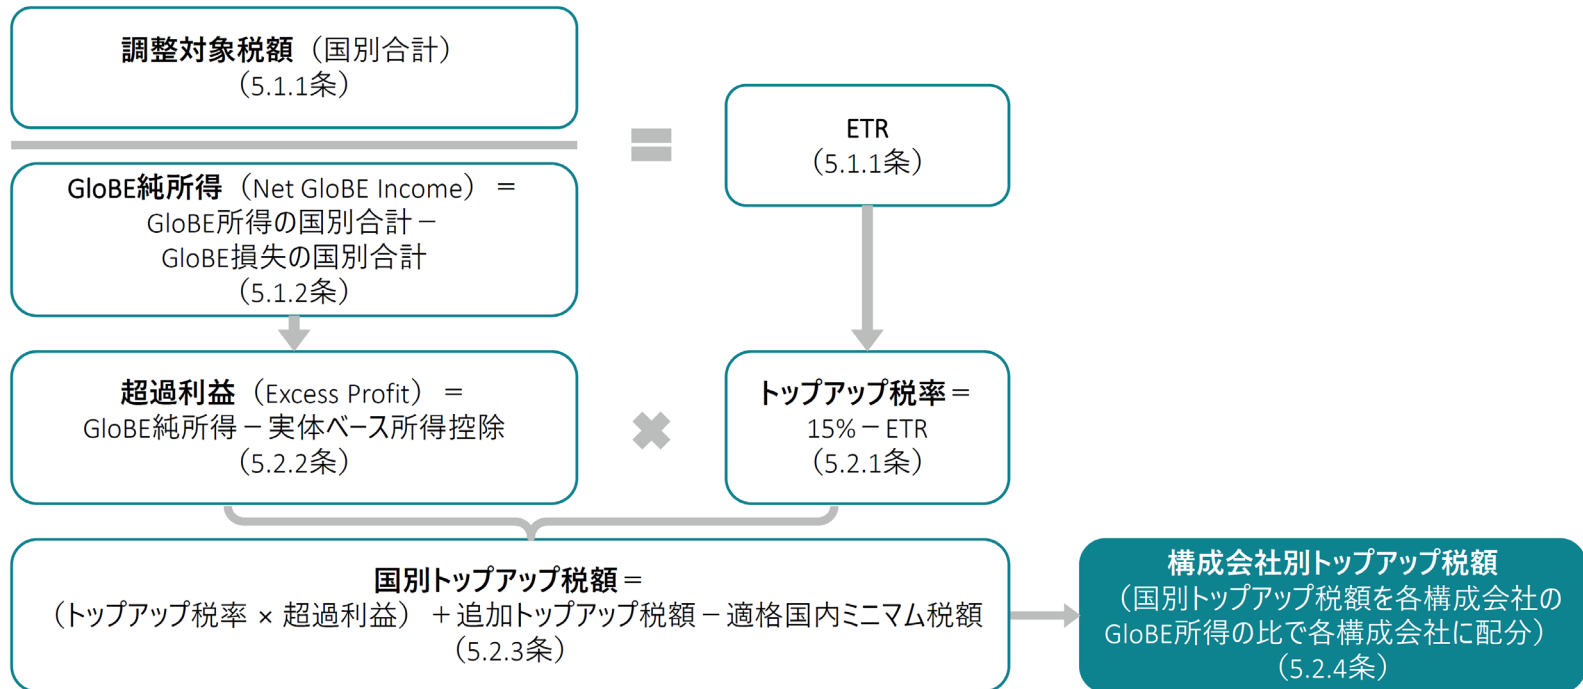 調整対象税額（国別合計）
（5.1.1条）
GloBE純所得（Net GloBE Income）＝
GloBE所得の国別合計－
GloBE損失の国別合計
（5.1.2条）
ETR
（5.1.1条）
超過利益（Excess Profit）＝
GloBE純所得－実体ベース所得控除
（5.2.2条）
トップアップ税率＝
15%－ETR
（5.2.1条）
国別トップアップ税額＝
（トップアップ税率 × 超過利益）＋追加トップアップ税額－適格国内ミニマム税額
（5.2.3条）
構成会社別トップアップ税額
（国別トップアップ税額を各構成会社の
GloBE所得の比で各構成会社に配分）
（5.2.4条）